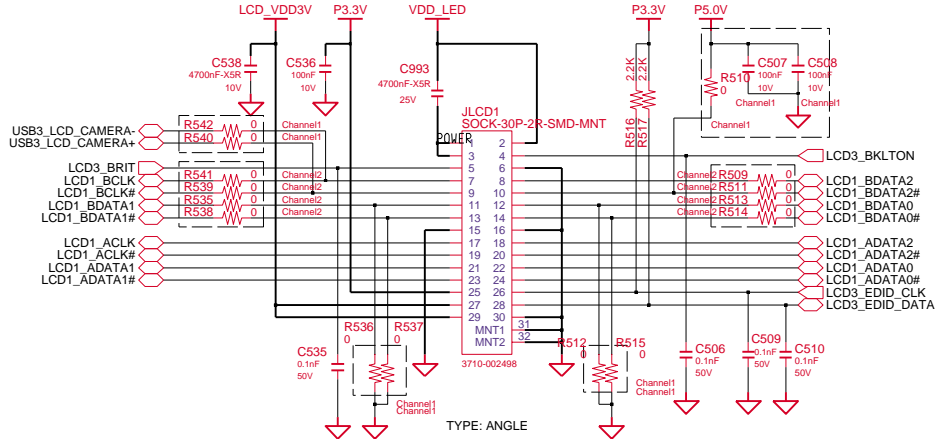 LCD_VDD3V P3.3V VDD_LED P3.3V P5.0V
C538
4700nF-X5R
10V
C536
100nF
10V
C993
4700nF-X5R
25V
2.2K 2.2K
R516 R517
R510
0
C507
100nF
10V
C508
100nF
10V
Channel1 Channel1
JLCD1
SOCK-30P-2R-SMD-MNT
POWER
USB3_LCD_CAMERA- R542 0 Channel1
USB3_LCD_CAMERA+ R540 0 Channel1
LCD3_BRIT
LCD1_BCLK R541 0 Channel2
LCD1_BCLK# R539 0 Channel2
LCD1_BDATA1 R535 0 Channel2
LCD1_BDATA1# R538 0 Channel2
LCD1_ACLK
LCD1_ACLK#
LCD1_ADATA1
LCD1_ADATA1#
1 2
3 4
5 6
7 8
9 10
11 12
13 14
15 16
17 18
19 20
21 22
23 24
25 26
27 28
29 30
MNT1 31
MNT2 32
3710-002498
LCD3_BKLTON
Channel2 R509 0 LCD1_BDATA2
Channel2 R511 0 LCD1_BDATA2#
Channel2 R513 0 LCD1_BDATA0
Channel2 R514 0 LCD1_BDATA0#
LCD1_ADATA2
LCD1_ADATA2#
LCD1_ADATA0
LCD1_ADATA0#
LCD3_EDID_CLK
LCD3_EDID_DATA
C535
0.1nF
50V
R536
0
R537
0
Channel1
Channel1
R512
0
R515
0
Channel1
Channel1
C506
0.1nF
50V
C509
0.1nF
50V
C510
0.1nF
50V
TYPE: ANGLE